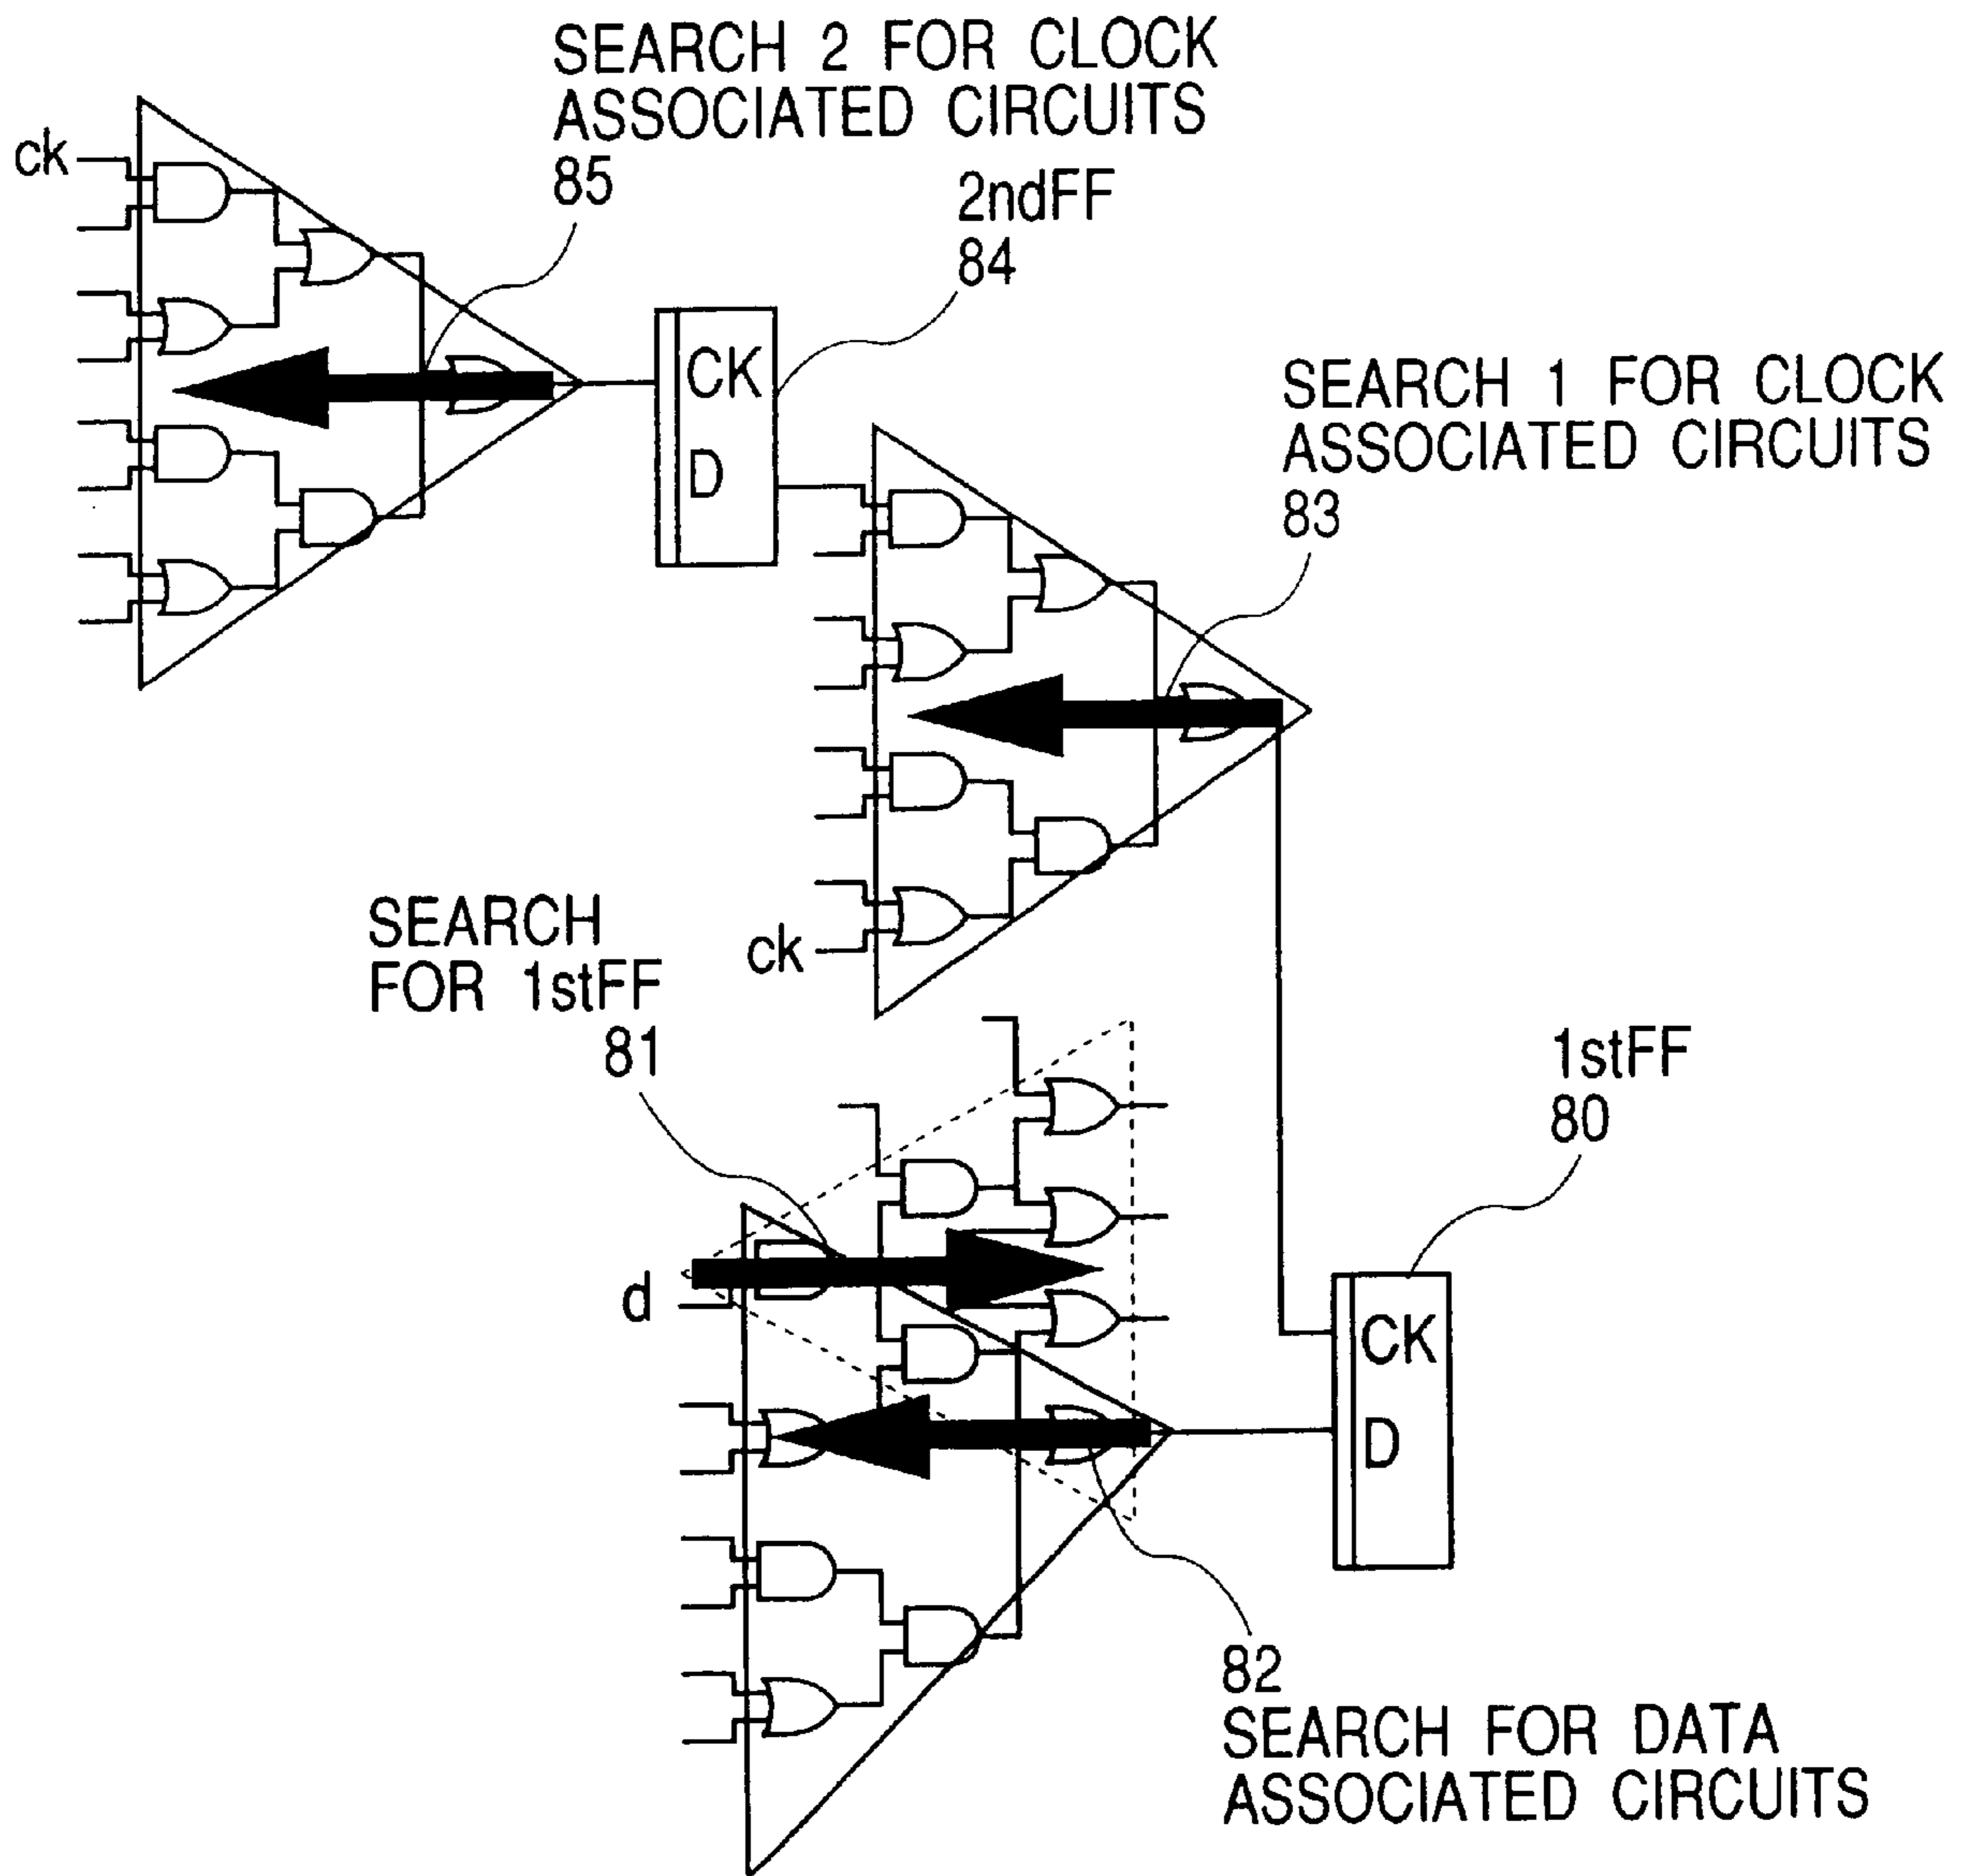 SEARCH 2 FOR CLOCK
ASSOCIATED CIRCUITS
85
ck
2ndFF
84
CK
D
SEARCH 1 FOR CLOCK
ASSOCIATED CIRCUITS
83
SEARCH
FOR 1stFF
81
ck
1stFF
80
d
CK
D
82
SEARCH FOR DATA
ASSOCIATED CIRCUITS